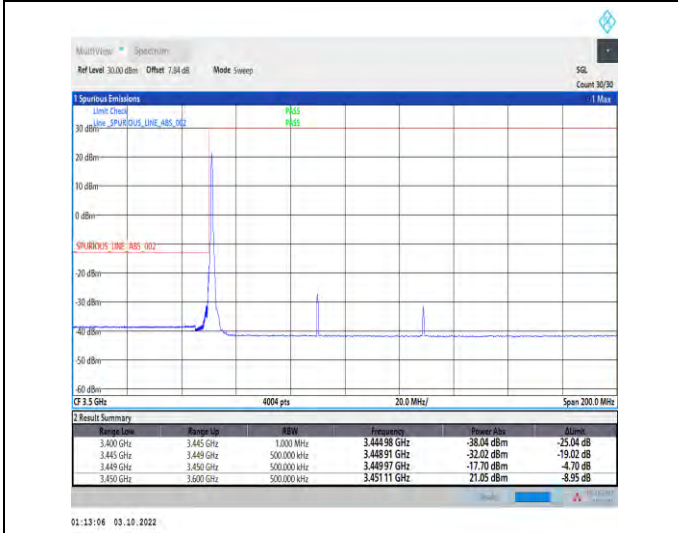 MultiView Spectrum
Ref Level 30.00 dBm Offset 7.84 dB Mode Sweep SGL
Count 30/30
1 Spurious Emissions 1 Max
Limit Check PASS
Line _SPURIOUS_LINE_ABS_002 PASS
30 dBm
20 dBm
10 dBm
0 dBm
_SPURIOUS_LINE_ABS_002
-20 dBm
-30 dBm
-40 dBm
-50 dBm
-60 dBm
CF 3.5 GHz 4004 pts 20.0 MHz/ Span 200.0 MHz
2 Result Summary
Range Low Range Up RBW Frequency Power Abs ΔLimit
3.400 GHz 3.445 GHz 1.000 MHz 3.444 98 GHz -38.04 dBm -25.04 dB
3.445 GHz 3.449 GHz 500.000 kHz 3.448 91 GHz -32.02 dBm -19.02 dB
3.449 GHz 3.450 GHz 500.000 kHz 3.449 97 GHz -17.70 dBm -4.70 dB
3.450 GHz 3.600 GHz 500.000 kHz 3.451 11 GHz 21.05 dBm -8.95 dB
01:13:06 03.10.2022